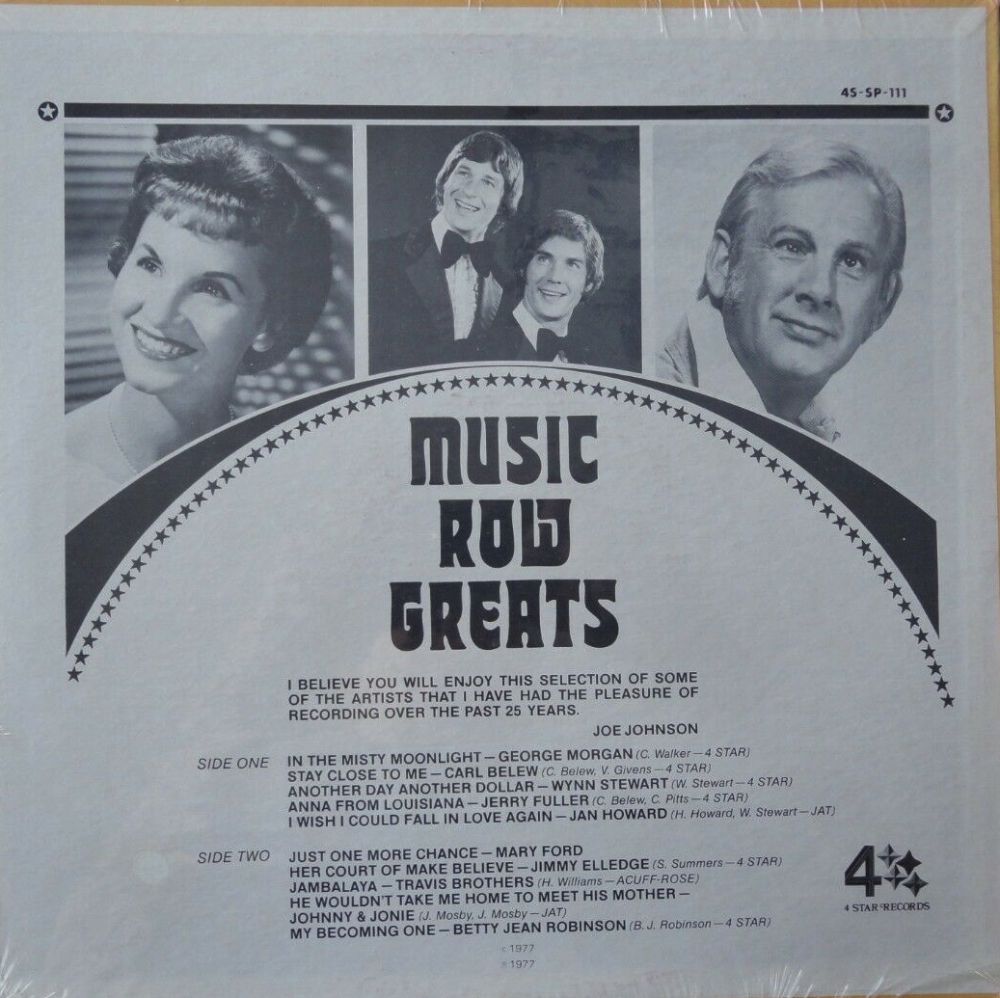 4S-SP-111
MUSIC
ROW
GREATS
I BELIEVE YOU WILL ENJOY THIS SELECTION OF SOME
OF THE ARTISTS THAT I HAVE HAD THE PLEASURE OF
RECORDING OVER THE PAST 25 YEARS.
JOE JOHNSON
SIDE ONE IN THE MISTY MOONLIGHT — GEORGE MORGAN (C. Walker — 4 STAR)
STAY CLOSE TO ME — CARL BELEW (C. Belew, V. Givens — 4 STAR)
ANOTHER DAY ANOTHER DOLLAR — WYNN STEWART (W. Stewart — 4 STAR)
ANNA FROM LOUISIANA — JERRY FULLER (C. Belew, C. Pitts — 4 STAR)
I WISH I COULD FALL IN LOVE AGAIN — JAN HOWARD (H. Howard, W. Stewart — JAT)
SIDE TWO JUST ONE MORE CHANCE — MARY FORD
HER COURT OF MAKE BELIEVE — JIMMY ELLEDGE (S. Summers — 4 STAR)
JAMBALAYA — TRAVIS BROTHERS (H. Williams — ACUFF-ROSE)
HE WOULDN'T TAKE ME HOME TO MEET HIS MOTHER —
JOHNNY & JONIE (J. Mosby, J. Mosby — JAT)
MY BECOMING ONE — BETTY JEAN ROBINSON (B. J. Robinson — 4 STAR)
4
4 STAR RECORDS
© 1977
℗ 1977